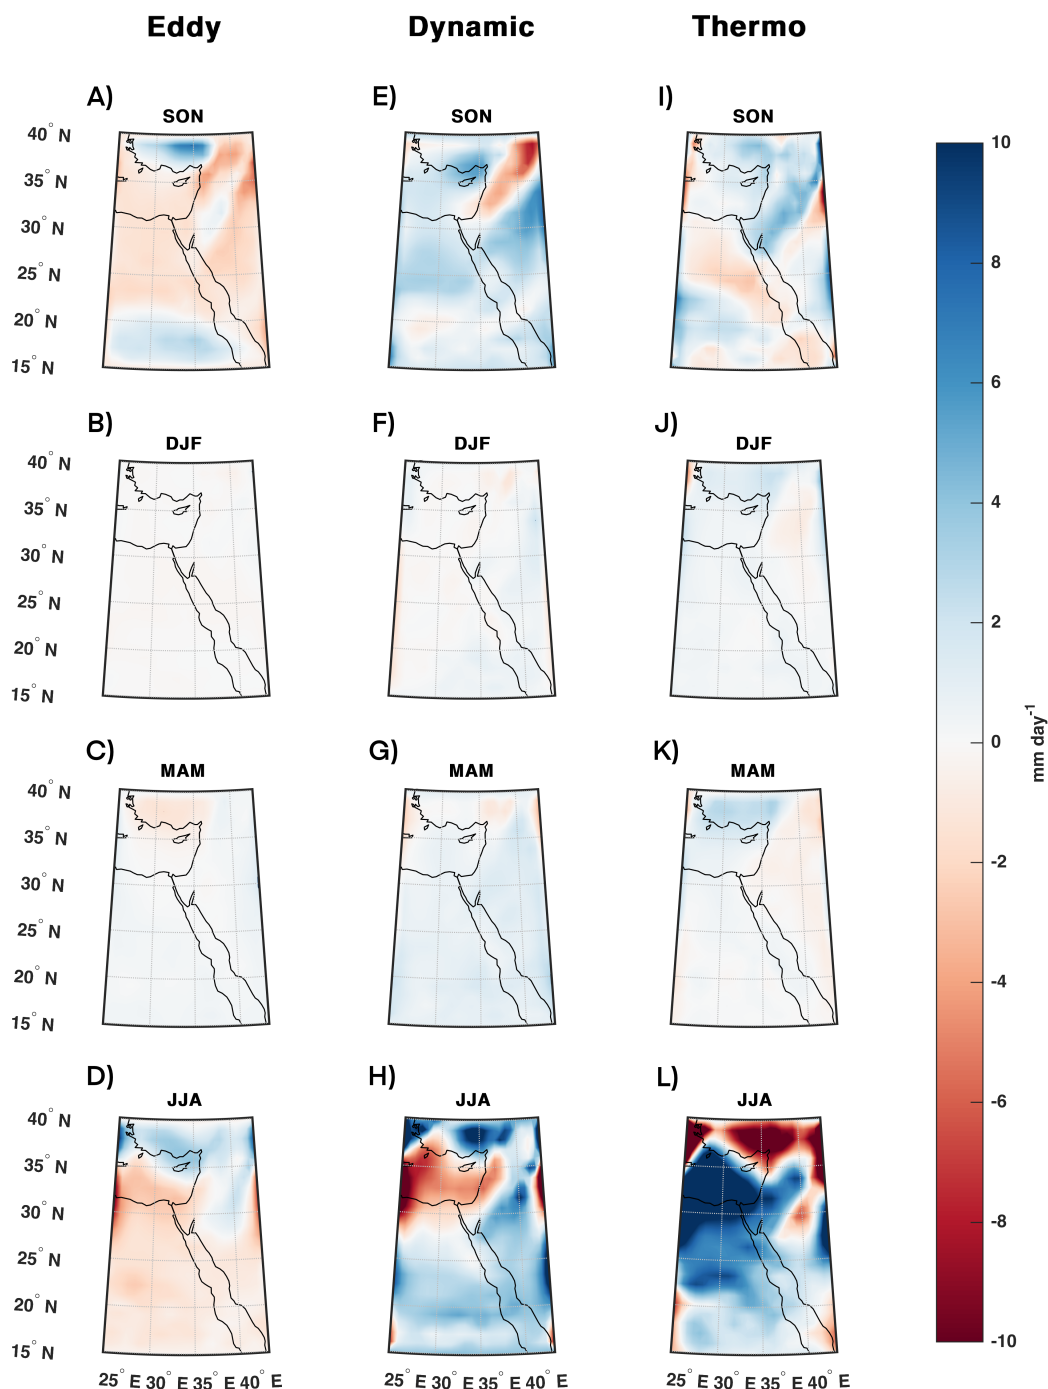 Eddy Dynamic Thermo
A) E) I)
SON SON SON
40° N
35° N
30° N
25° N
20° N
15° N
B) F) J)
DJF DJF DJF
40° N
35° N
30° N
25° N
20° N
15° N
C) G) K)
MAM MAM MAM
40° N
35° N
30° N
25° N
20° N
15° N
D) H) L)
JJA JJA JJA
40° N
35° N
30° N
25° N
20° N
15° N
25° E 30° E 35° E 40° E 25° E 30° E 35° E 40° E 25° E 30° E 35° E 40° E
10
8
6
4
2
0
-2
-4
-6
-8
-10
mm day-1